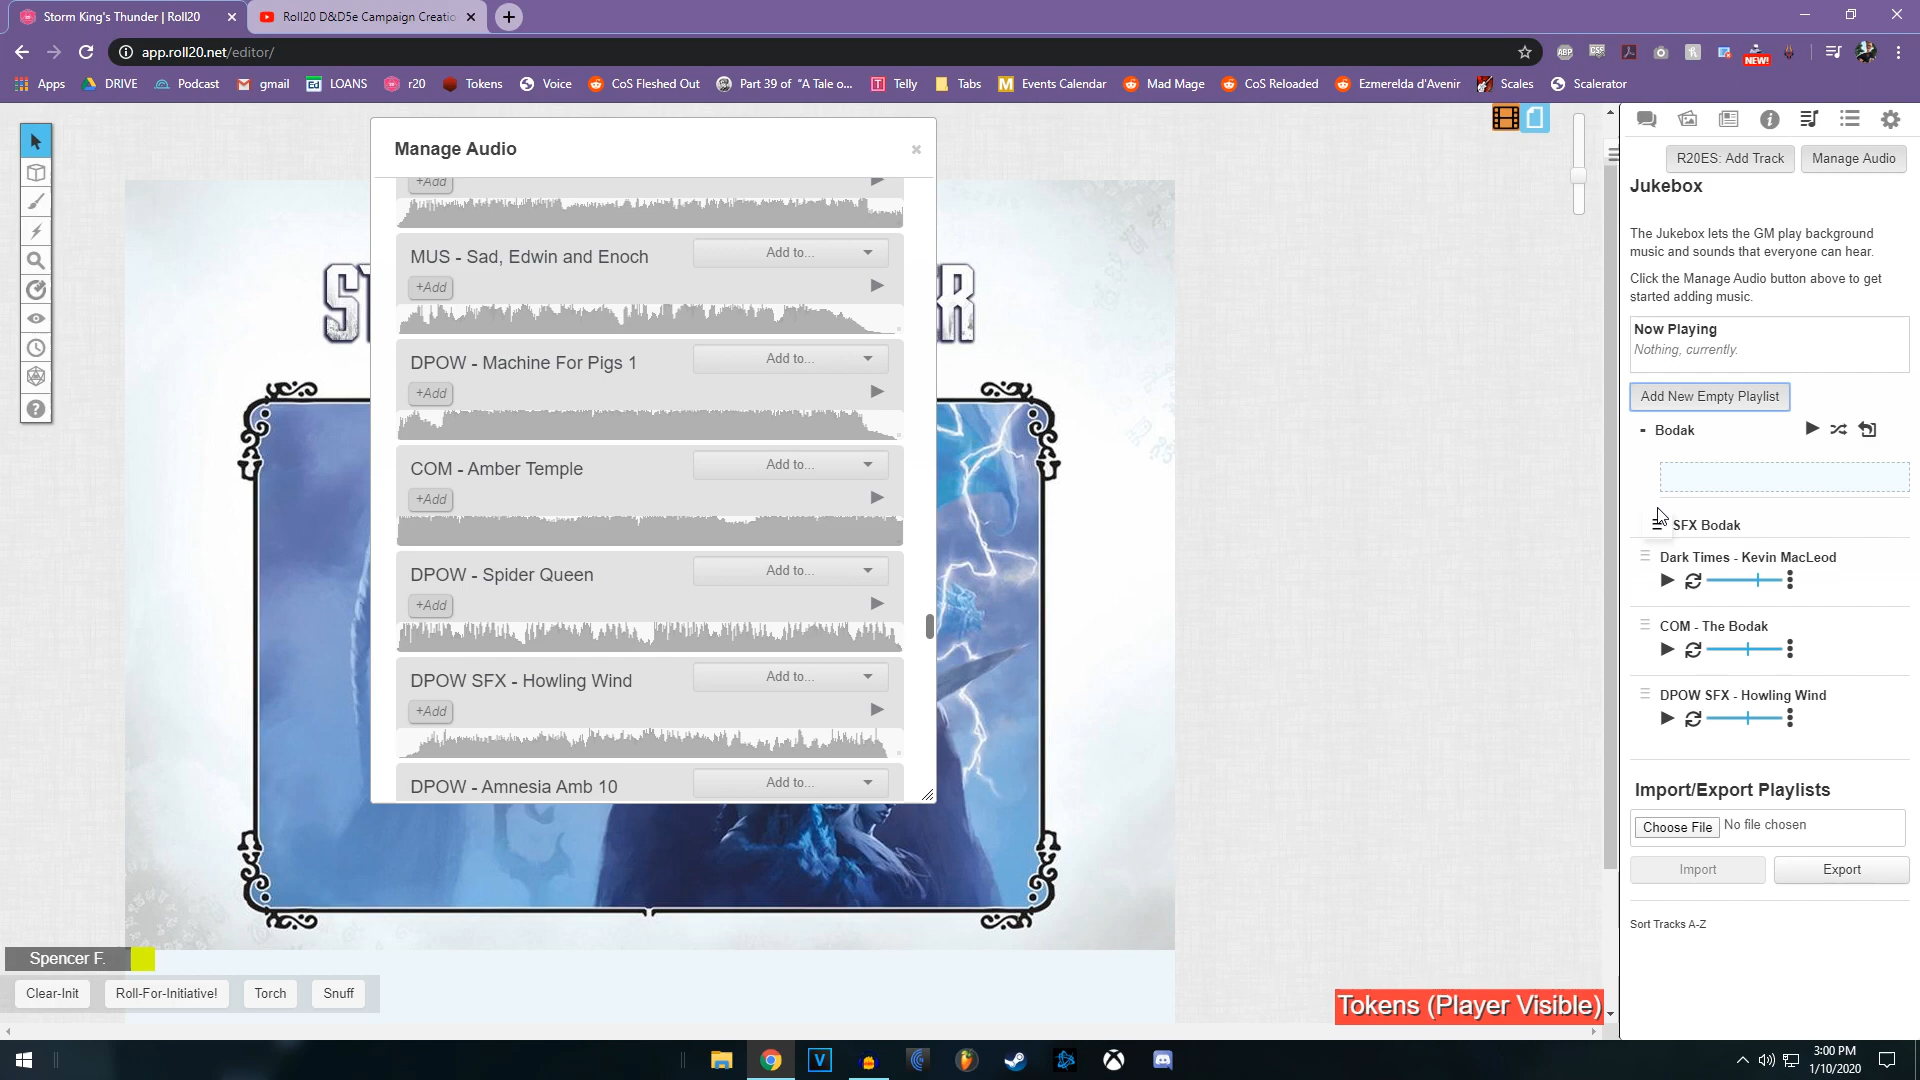 Storm King's Thunder | Roll20
Roll20 D&D5e Campaign Creatio
app.roll20.net/editor/
ABP
NEW!
Apps
DRIVE
Podcast
gmail
LOANS
r20
Tokens
Voice
CoS Fleshed Out
Part 39 of "A Tale o...
Telly
Tabs
Events Calendar
Mad Mage
CoS Reloaded
Ezmerelda d'Avenir
Scales
Scalerator
Manage Audio
+Add
MUS - Sad, Edwin and Enoch
Add to...
+Add
DPOW - Machine For Pigs 1
Add to...
+Add
COM - Amber Temple
Add to...
+Add
DPOW - Spider Queen
Add to...
+Add
DPOW SFX - Howling Wind
Add to...
+Add
DPOW - Amnesia Amb 10
Add to...
R20ES: Add Track
Manage Audio
Jukebox
The Jukebox lets the GM play background
music and sounds that everyone can hear.
Click the Manage Audio button above to get
started adding music.
Now Playing
Nothing, currently.
Add New Empty Playlist
- Bodak
SFX Bodak
Dark Times - Kevin MacLeod
COM - The Bodak
DPOW SFX - Howling Wind
Import/Export Playlists
Choose File
No file chosen
Import
Export
Sort Tracks A-Z
Spencer F.
Clear-Init
Roll-For-Initiative!
Torch
Snuff
Tokens (Player Visible)
3:00 PM
1/10/2020